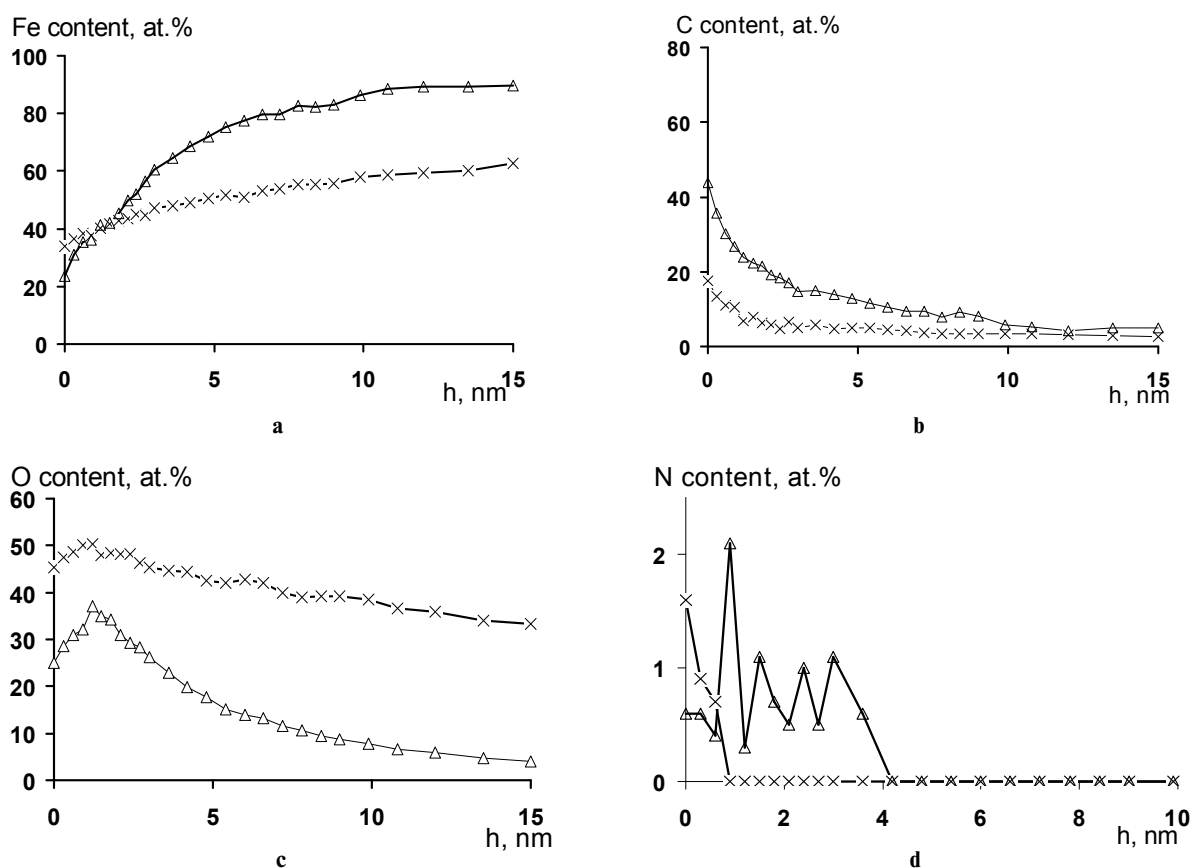 Fe content, at.%
100
80
60
40
20
0
0 5 10 15
h, nm
a
C content, at.%
80
60
40
20
0
0 5 10 15
h, nm
b
O content, at.%
60
50
40
30
20
10
0
0 5 10 15
h, nm
c
N content, at.%
2
1
0
0 2 4 6 8 10
h, nm
d